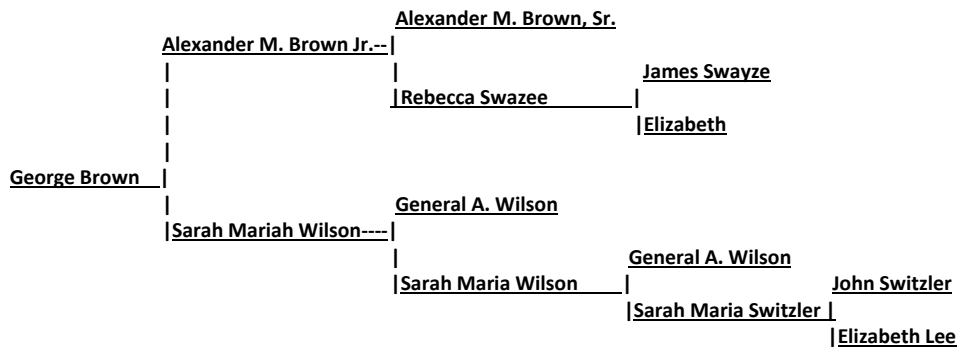 Alexander M. Brown, Sr.
Alexander M. Brown Jr.--|
| | James Swayze
| |Rebecca Swazee |
| |Elizabeth
|
George Brown |
| General A. Wilson
|Sarah Mariah Wilson----|
| General A. Wilson
|Sarah Maria Wilson | John Switzler
|Sarah Maria Switzler |
|Elizabeth Lee